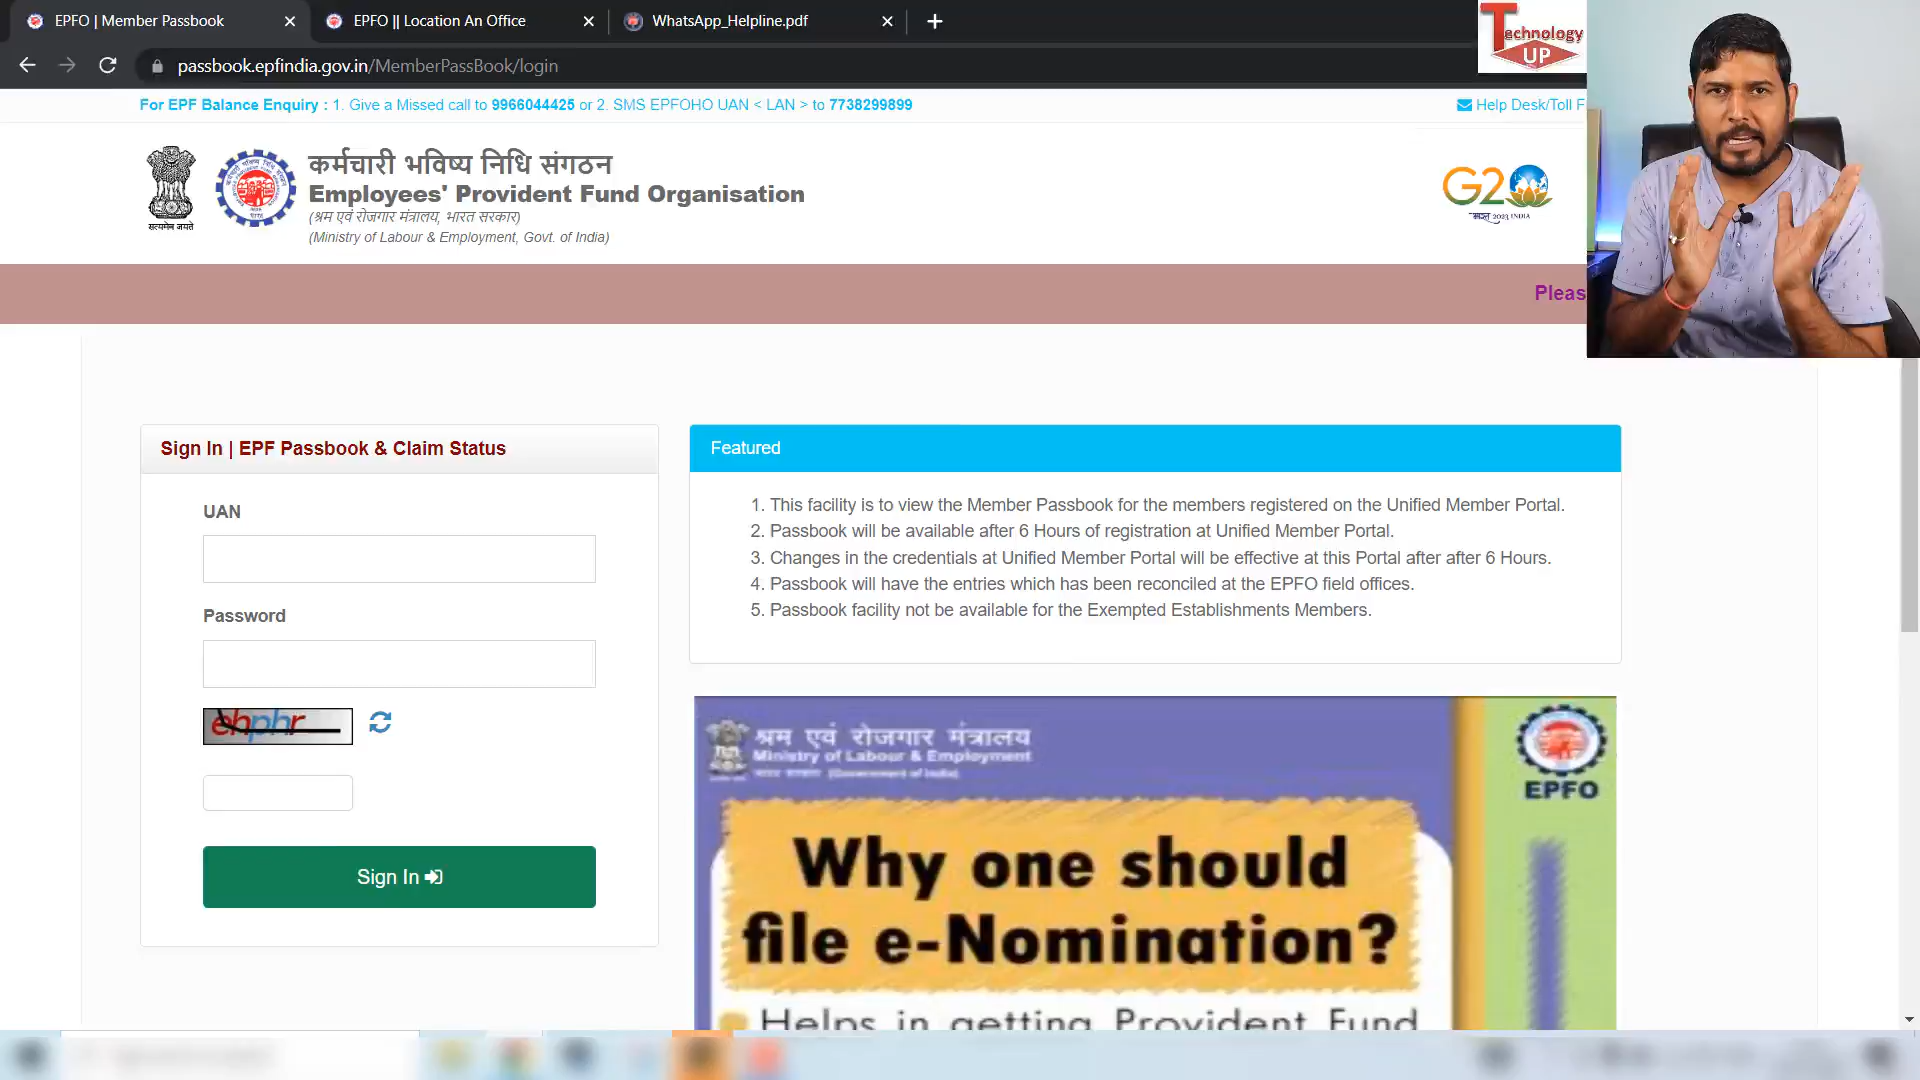 EPFO | Member Passbook
EPFO || Location An Office
WhatsApp_Helpline.pdf
Technology
UP
passbook.epfindia.gov.in/MemberPassBook/login
For EPF Balance Enquiry : 1. Give a Missed call to 9966044425 or 2. SMS EPFOHO UAN < LAN > to 7738299899
Help Desk/Toll F
कर्मचारी भविष्य निधि संगठन
Employees' Provident Fund Organisation
(श्रम एवं रोजगार मंत्रालय, भारत सरकार)
(Ministry of Labour & Employment, Govt. of India)
सत्यमेव जयते
G20
2023 INDIA
Pleas
Sign In | EPF Passbook & Claim Status
UAN
Password
ehphr
Sign In
Featured
1. This facility is to view the Member Passbook for the members registered on the Unified Member Portal.
2. Passbook will be available after 6 Hours of registration at Unified Member Portal.
3. Changes in the credentials at Unified Member Portal will be effective at this Portal after after 6 Hours.
4. Passbook will have the entries which has been reconciled at the EPFO field offices.
5. Passbook facility not be available for the Exempted Establishments Members.
श्रम एवं रोजगार मंत्रालय
Ministry of Labour & Employment
भारत सरकार (Government of India)
EPFO
Why one should
file e-Nomination?
Helps in getting Provident Fund